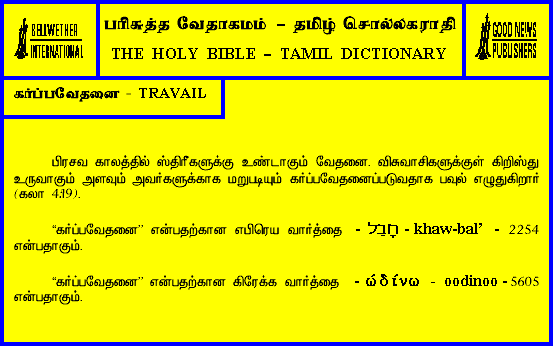 BELLWETHER
INTERNATIONAL
பரிசுத்த வேதாகமம் – தமிழ் சொல்லகராதி
THE HOLY BIBLE – TAMIL DICTIONARY
GOOD NEWS
PUBLISHERS
கர்ப்பவேதனை - TRAVAIL
பிரசவ காலத்தில் ஸ்திரீகளுக்கு உண்டாகும் வேதனை. விசுவாசிகளுக்குள் கிறிஸ்து
உருவாகும் அளவும் அவர்களுக்காக மறுபடியும் கர்ப்பவேதனைப்படுவதாக பவுல் எழுதுகிறார்
(கலா 4:19).
“கர்ப்பவேதனை” என்பதற்கான எபிரெய வார்த்தை - חָבַל - khaw-bal’ - 2254
என்பதாகும்.
“கர்ப்பவேதனை” என்பதற்கான கிரேக்க வார்த்தை - ώδίνω - oodinoo - 5605
என்பதாகும்.